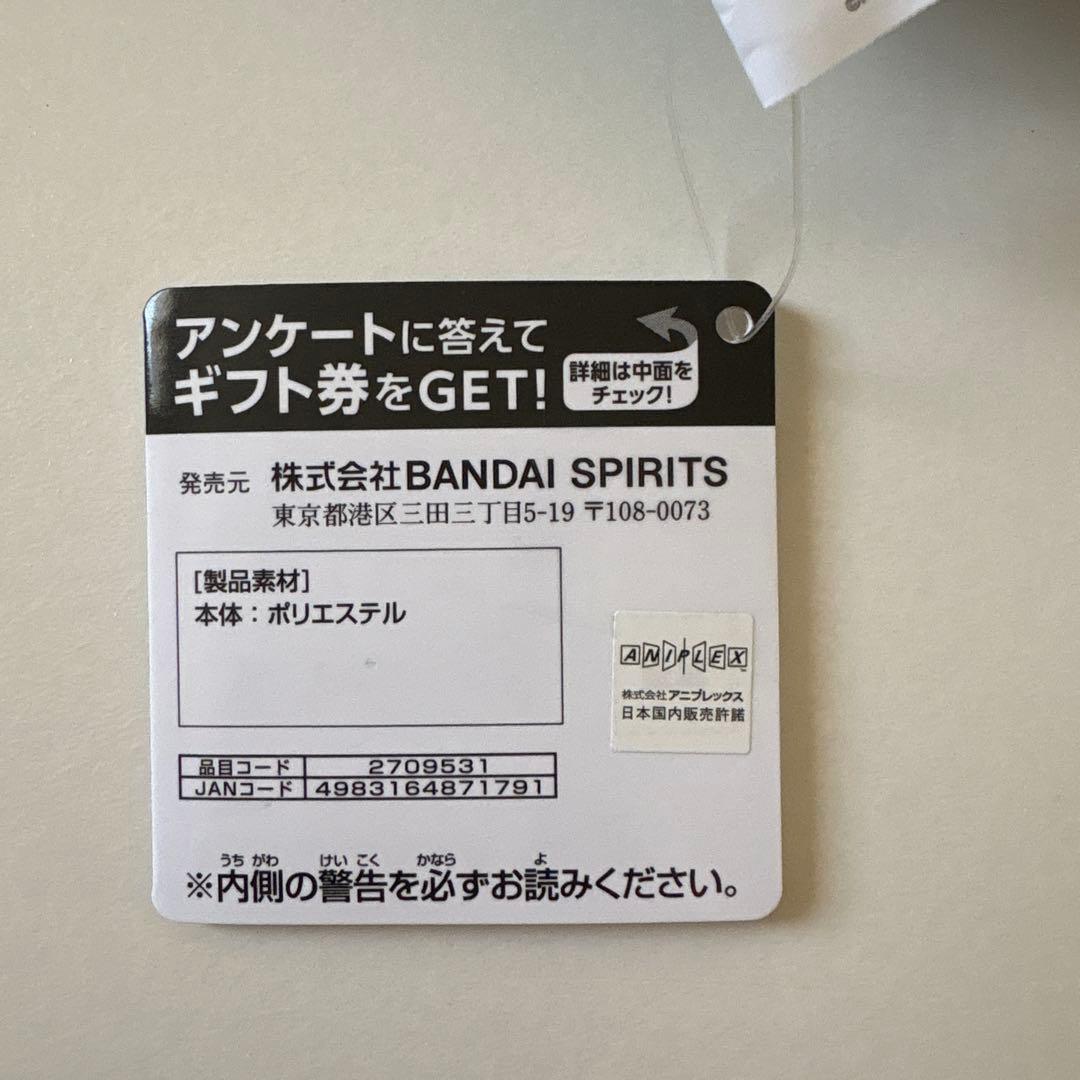 アンケートに答えて
ギフト券をGET!
詳細は中面を
チェック!
発売元 株式会社BANDAI SPIRITS
東京都港区三田三丁目5-19 〒108-0073
[製品素材]
本体：ポリエステル
ANIPLEX
株式会社アニプレックス
日本国内販売許諾
品目コード 2709531
JANコード 4983164871791
うちがわ けいこく かなら よ
※内側の警告を必ずお読みください。